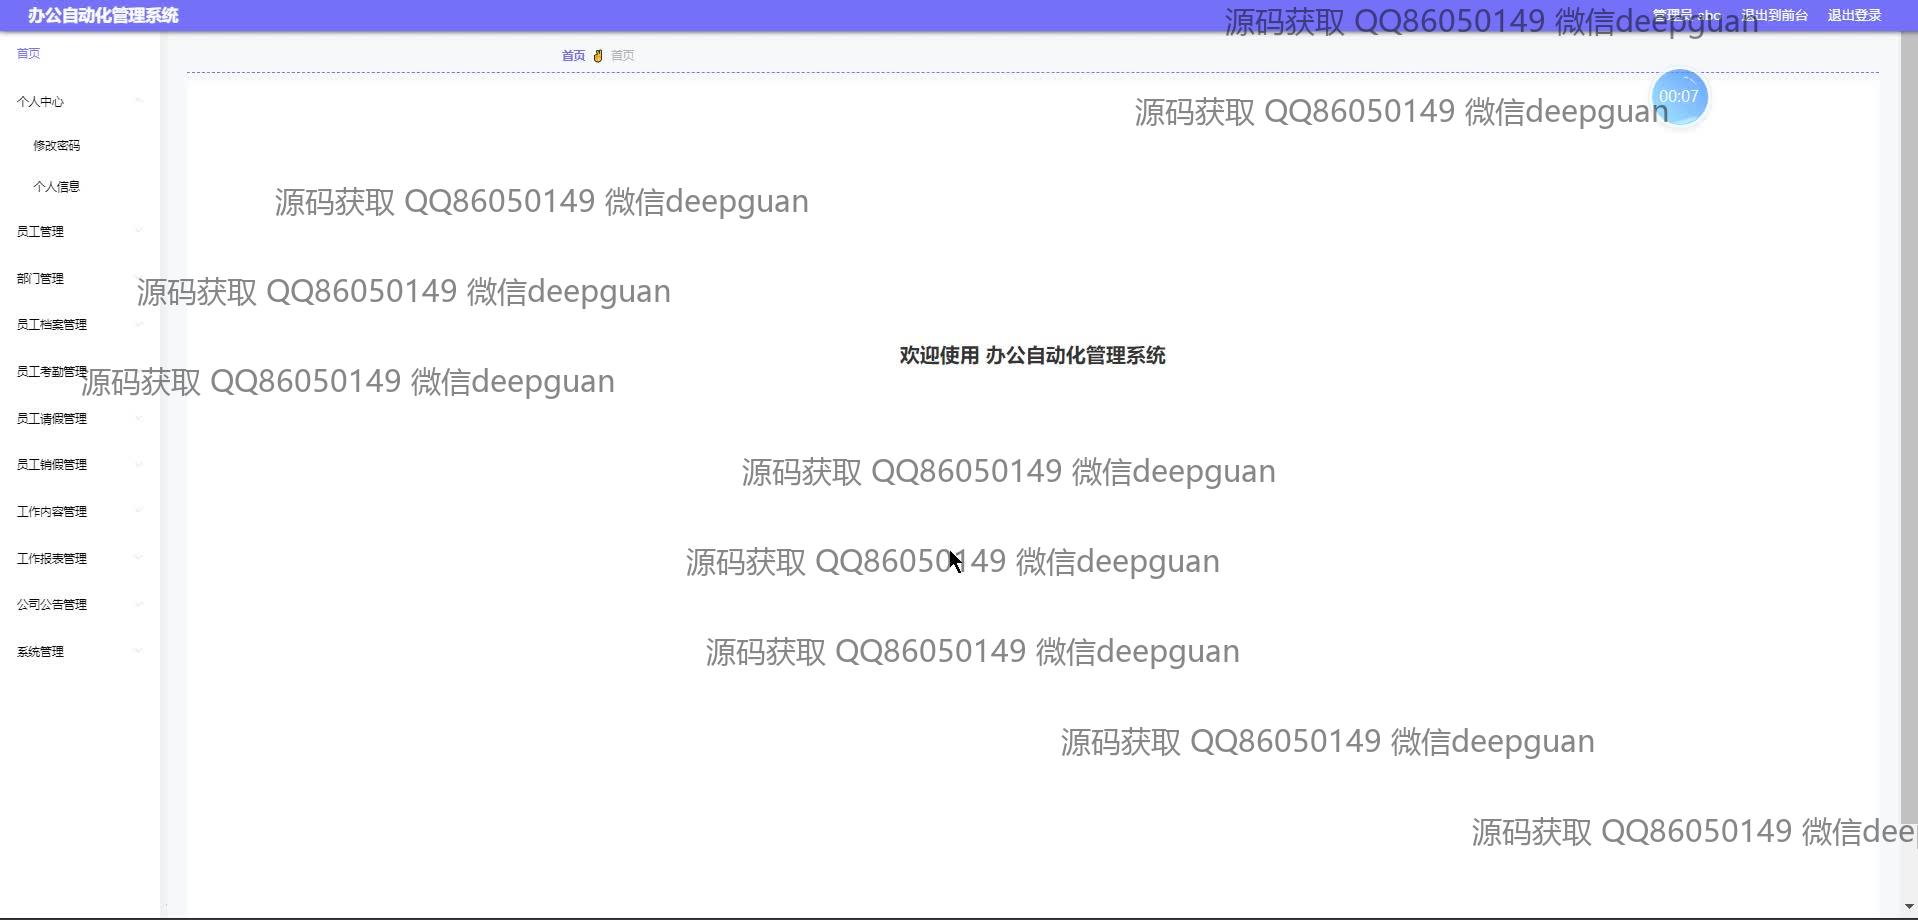 办公自动化管理系统
管理员 abc 退出到前台 退出登录
源码获取 QQ86050149 微信deepguan
首页
首页 首页
00:07
个人中心
源码获取 QQ86050149 微信deepguan
修改密码
个人信息
源码获取 QQ86050149 微信deepguan
员工管理
部门管理
源码获取 QQ86050149 微信deepguan
员工档案管理
欢迎使用 办公自动化管理系统
员工考勤管理
源码获取 QQ86050149 微信deepguan
员工请假管理
员工销假管理
源码获取 QQ86050149 微信deepguan
工作内容管理
工作报表管理
源码获取 QQ86050149 微信deepguan
公司公告管理
系统管理
源码获取 QQ86050149 微信deepguan
源码获取 QQ86050149 微信deepguan
源码获取 QQ86050149 微信dee